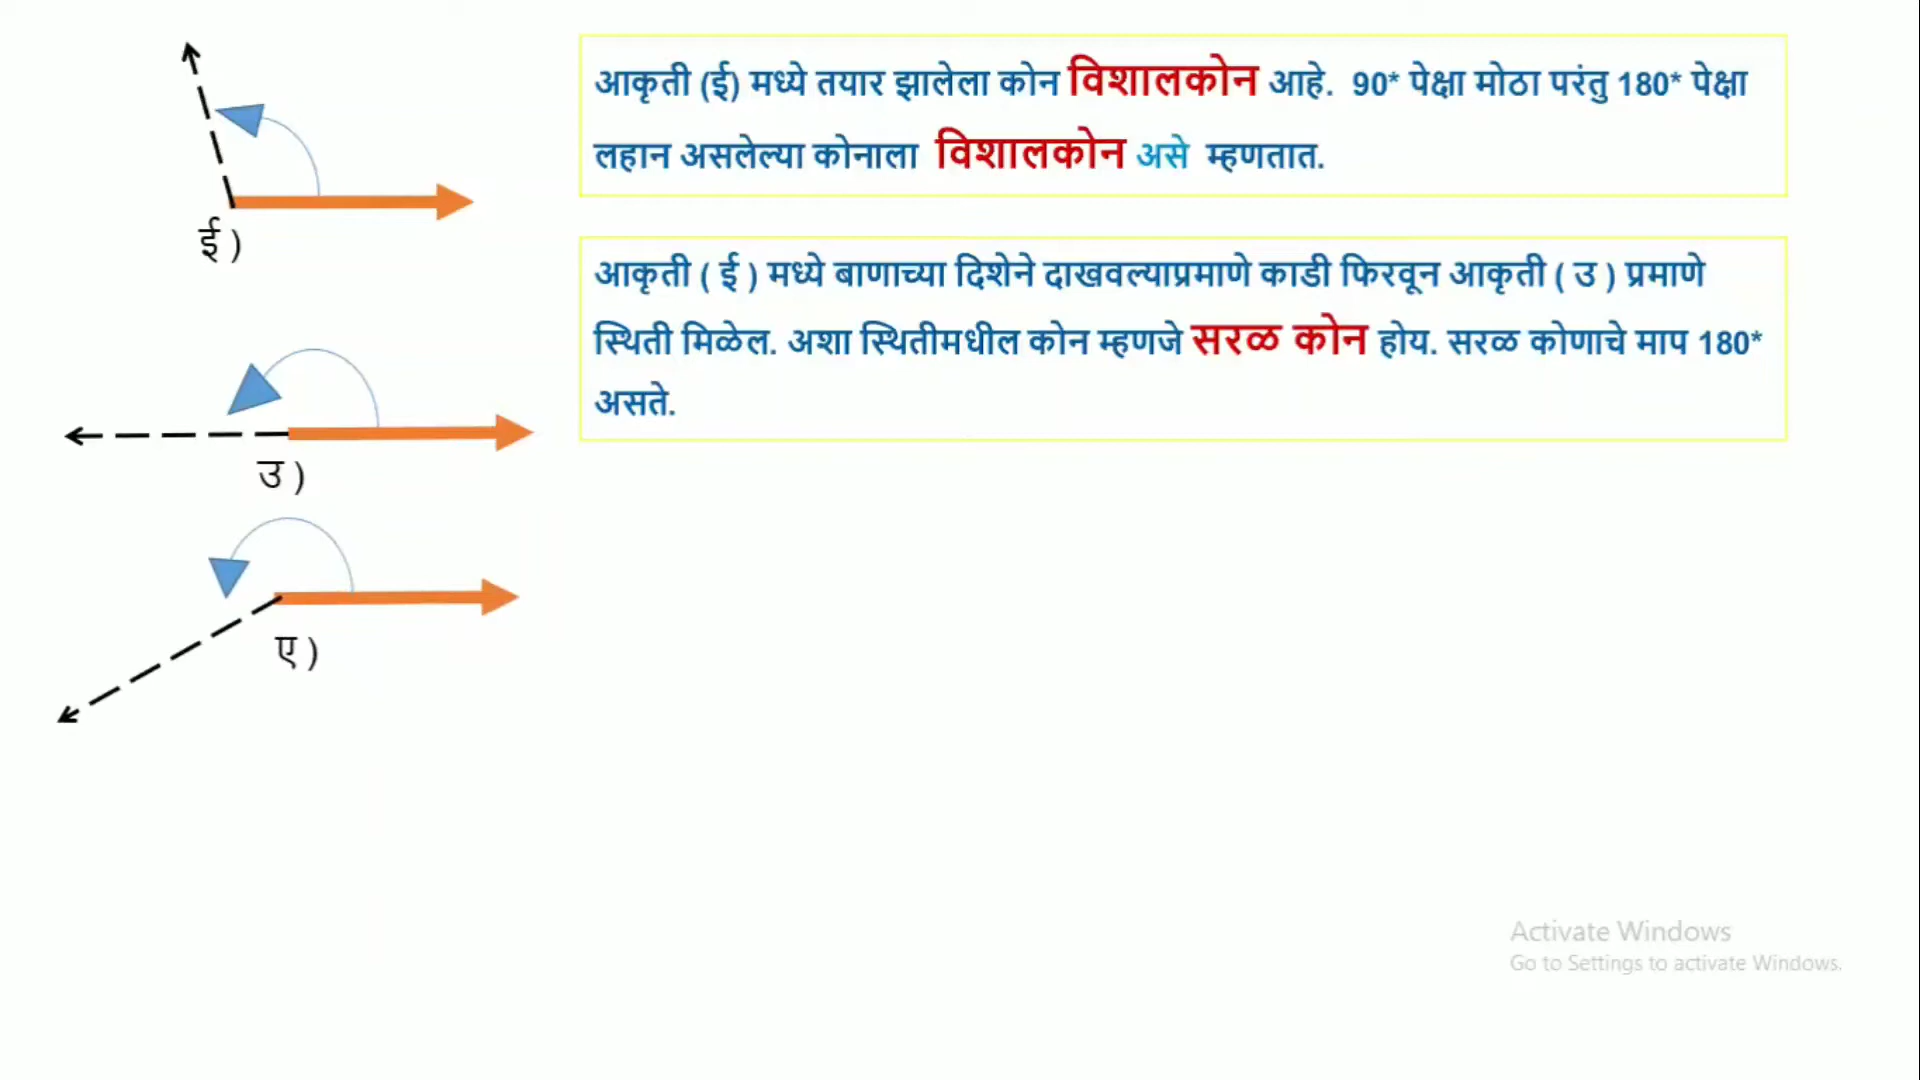 आकृती (ई) मध्ये तयार झालेला कोन विशालकोन आहे. 90* पेक्षा मोठा परंतु 180* पेक्षा
लहान असलेल्या कोनाला विशालकोन असे म्हणतात.
ई )
आकृती ( ई ) मध्ये बाणाच्या दिशेने दाखवल्याप्रमाणे काडी फिरवून आकृती ( उ ) प्रमाणे
स्थिती मिळेल. अशा स्थितीमधील कोन म्हणजे सरळ कोन होय. सरळ कोणाचे माप 180*
असते.
उ )
ए )
Activate Windows
Go to Settings to activate Windows.